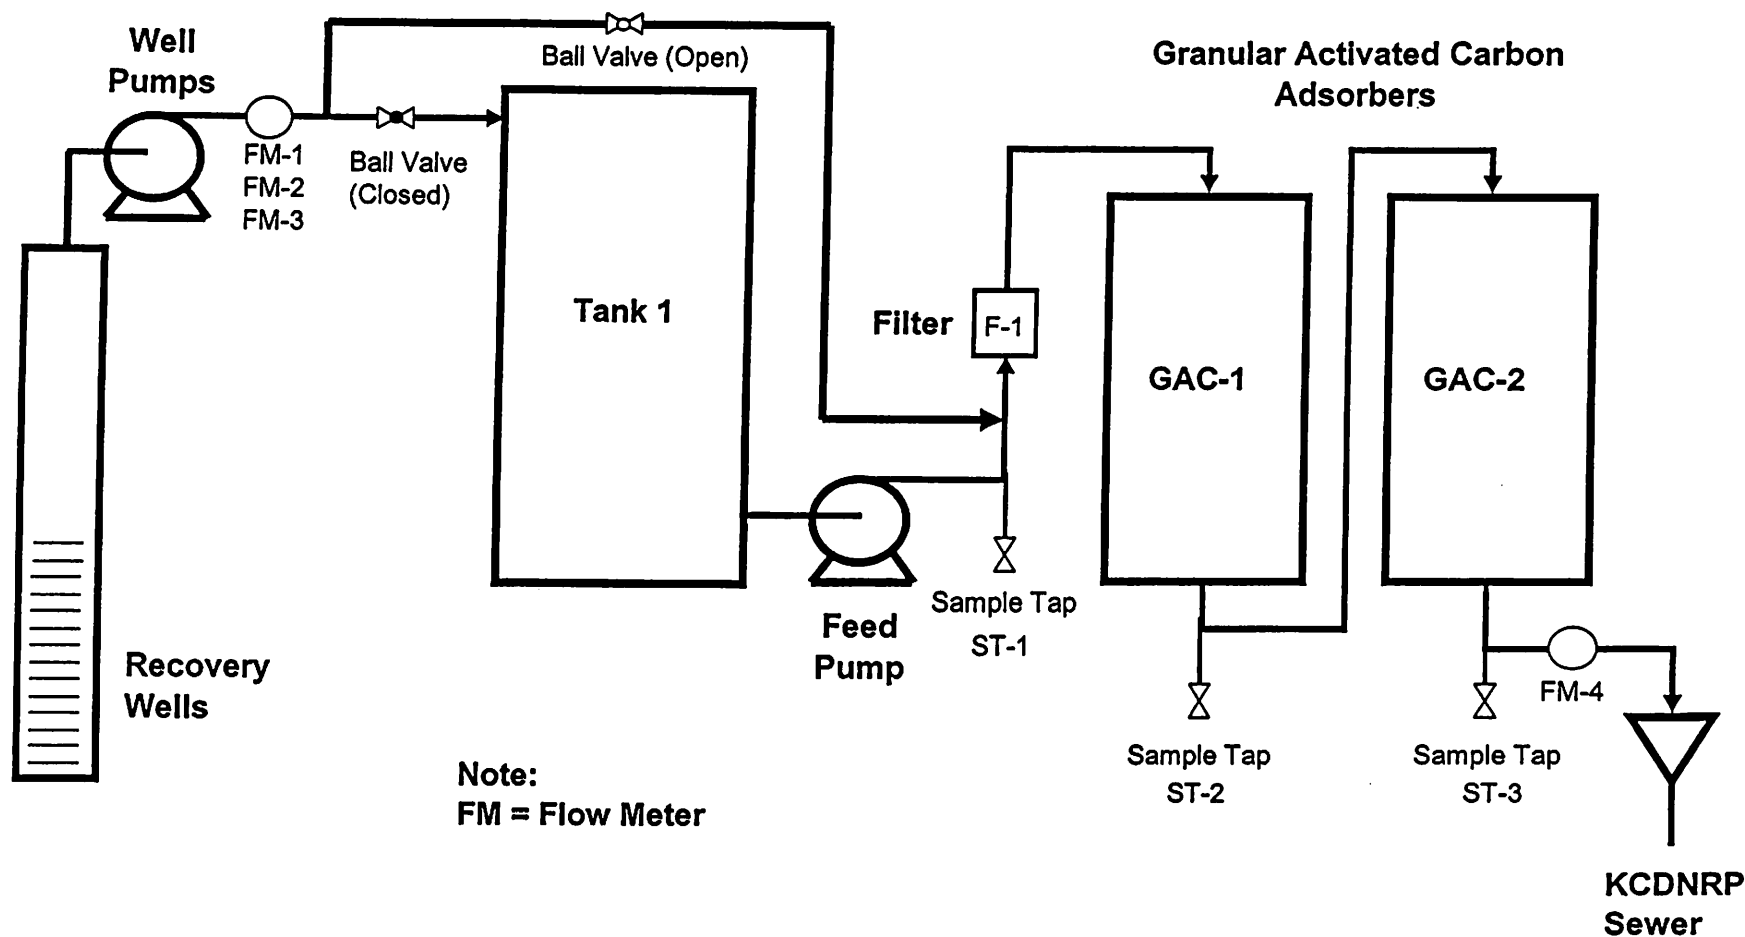 Well
Pumps
FM-1
FM-2
FM-3
Ball Valve (Open)
Ball Valve
(Closed)
Granular Activated Carbon
Adsorbers
Tank 1
Filter
F-1
GAC-1
GAC-2
Recovery
Wells
Feed
Pump
Sample Tap
ST-1
Sample Tap
ST-2
Sample Tap
ST-3
FM-4
Note:
FM = Flow Meter
KCDNRP
Sewer